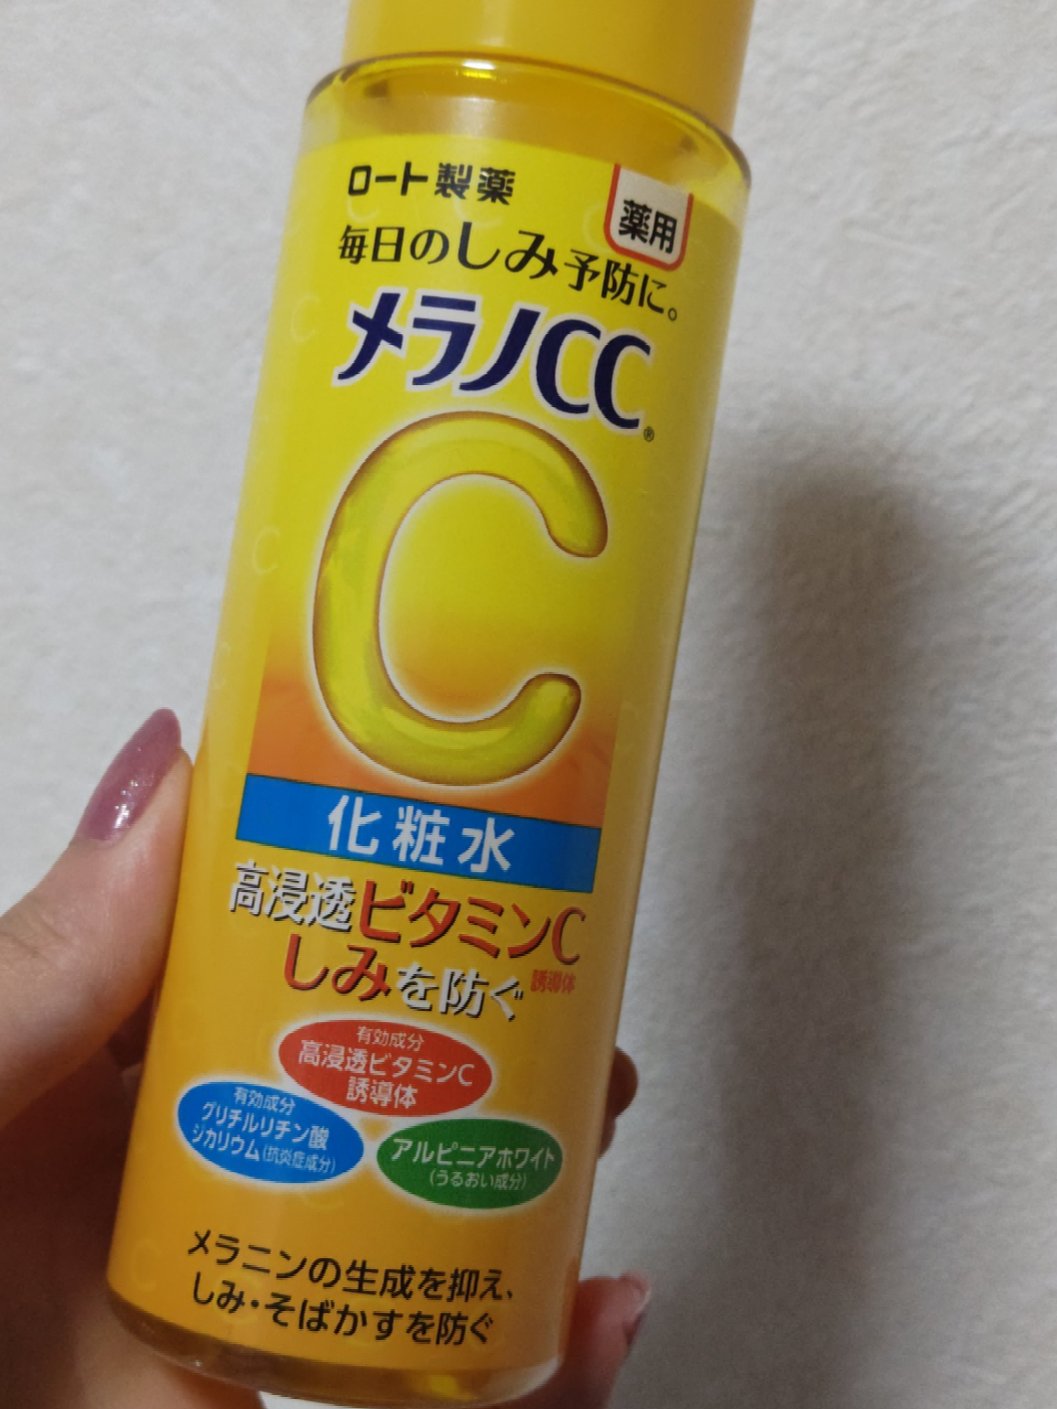 ロート製薬
薬用
毎日のしみ予防に。
メラノCC®
C
化粧水
高浸透ビタミンC
誘導体
しみを防ぐ
有効成分
高浸透ビタミンC
誘導体
有効成分
グリチルリチン酸
ジカリウム(抗炎症成分)
アルピニアホワイト
(うるおい成分)
メラニンの生成を抑え、
しみ・そばかすを防ぐ